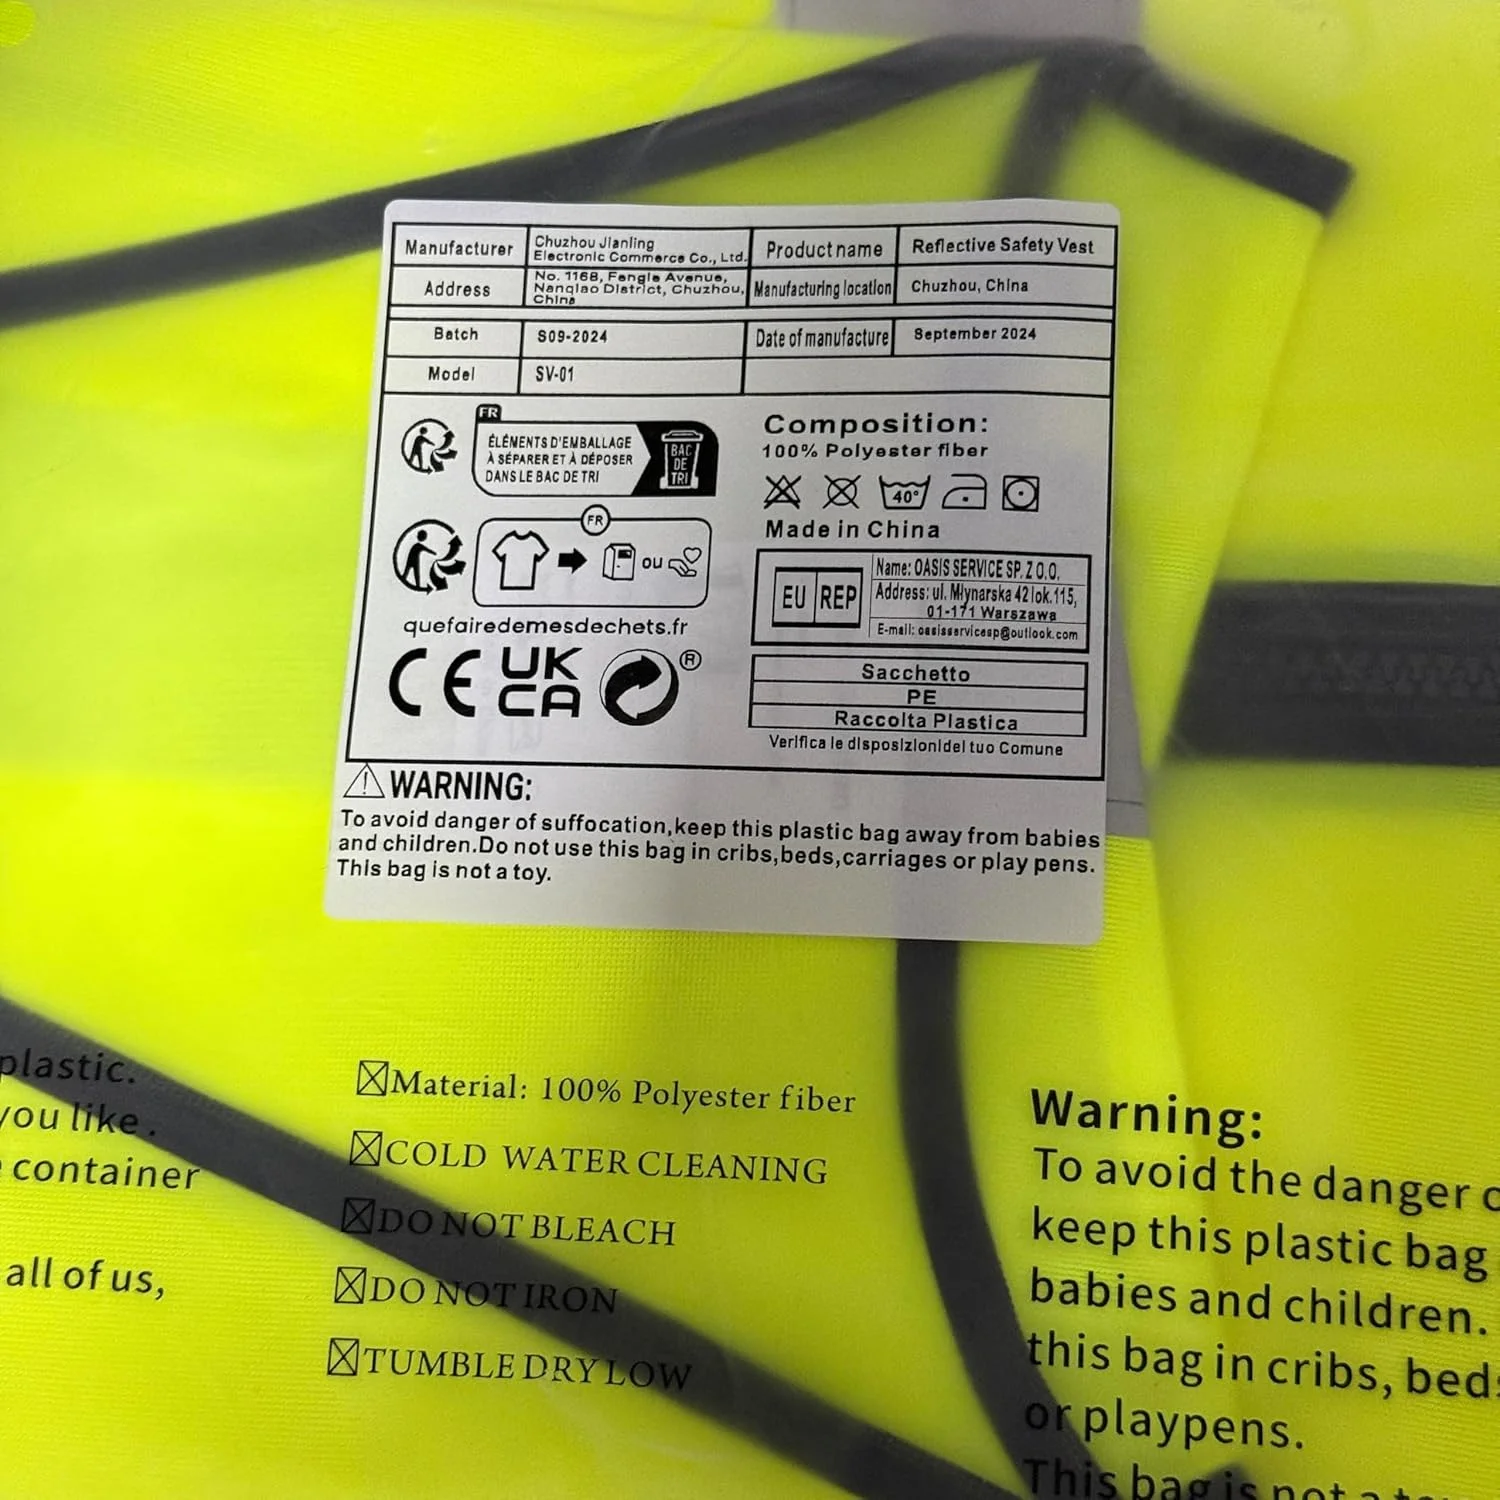 Manufacturer
Chuzhou Jianling
Electronic Commerce Co., Ltd.
Product name
Reflective Safety Vest
Address
No. 1168, Fengle Avenue,
Nanqiao District, Chuzhou,
China
Manufacturing location
Chuzhou, China
Batch
S09-2024
Date of manufacture
September 2024
Model
SV-01
FR
ÉLÉMENTS D'EMBALLAGE
À SÉPARER ET À DÉPOSER
DANS LE BAC DE TRI
BAC
DE
TRI
FR
OU
quefairedemesdechets.fr
CE
UK
CA
®
Composition:
100% Polyester fiber
40°
Made in China
EU REP
Name: OASIS SERVICE SP. Z O.O.
Address: ul. Młynarska 42lok.115,
01-171 Warszawa
E-mail: oasisservicesp@outlook.com
Sacchetto
PE
Raccolta Plastica
Verifica le disposizionidel tuo Comune
WARNING:
To avoid danger of suffocation,keep this plastic bag away from babies
and children.Do not use this bag in cribs,beds,carriages or play pens.
This bag is not a toy.
plastic.
you like.
container
all of us,
Material: 100% Polyester fiber
COLD WATER CLEANING
DO NOT BLEACH
DO NOT IRON
TUMBLE DRY LOW
Warning:
To avoid the danger
keep this plastic bag
babies and children.
this bag in cribs, beds
or playpens.
This bag is not a